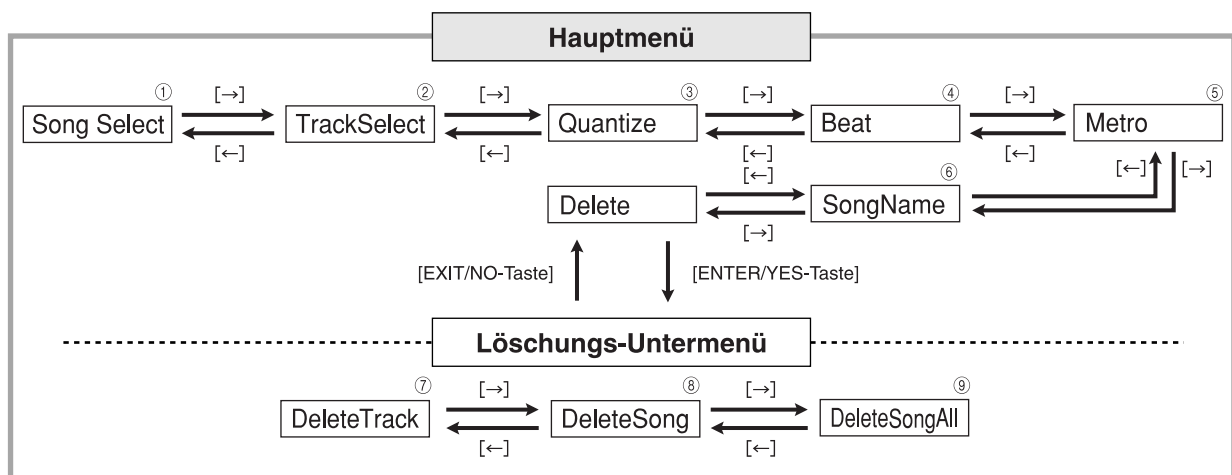 Hauptmenü
① ② ③ ④ ⑤
[→] [→] [→] [→]
Song Select TrackSelect Quantize Beat Metro
[←] [←] [←] [←]
[←] ⑥ [←] [→]
Delete SongName
[→]
[EXIT/NO-Taste] [ENTER/YES-Taste]
Löschungs-Untermenü
⑦ ⑧ ⑨
[→] [→]
DeleteTrack DeleteSong DeleteSongAll
[←] [←]